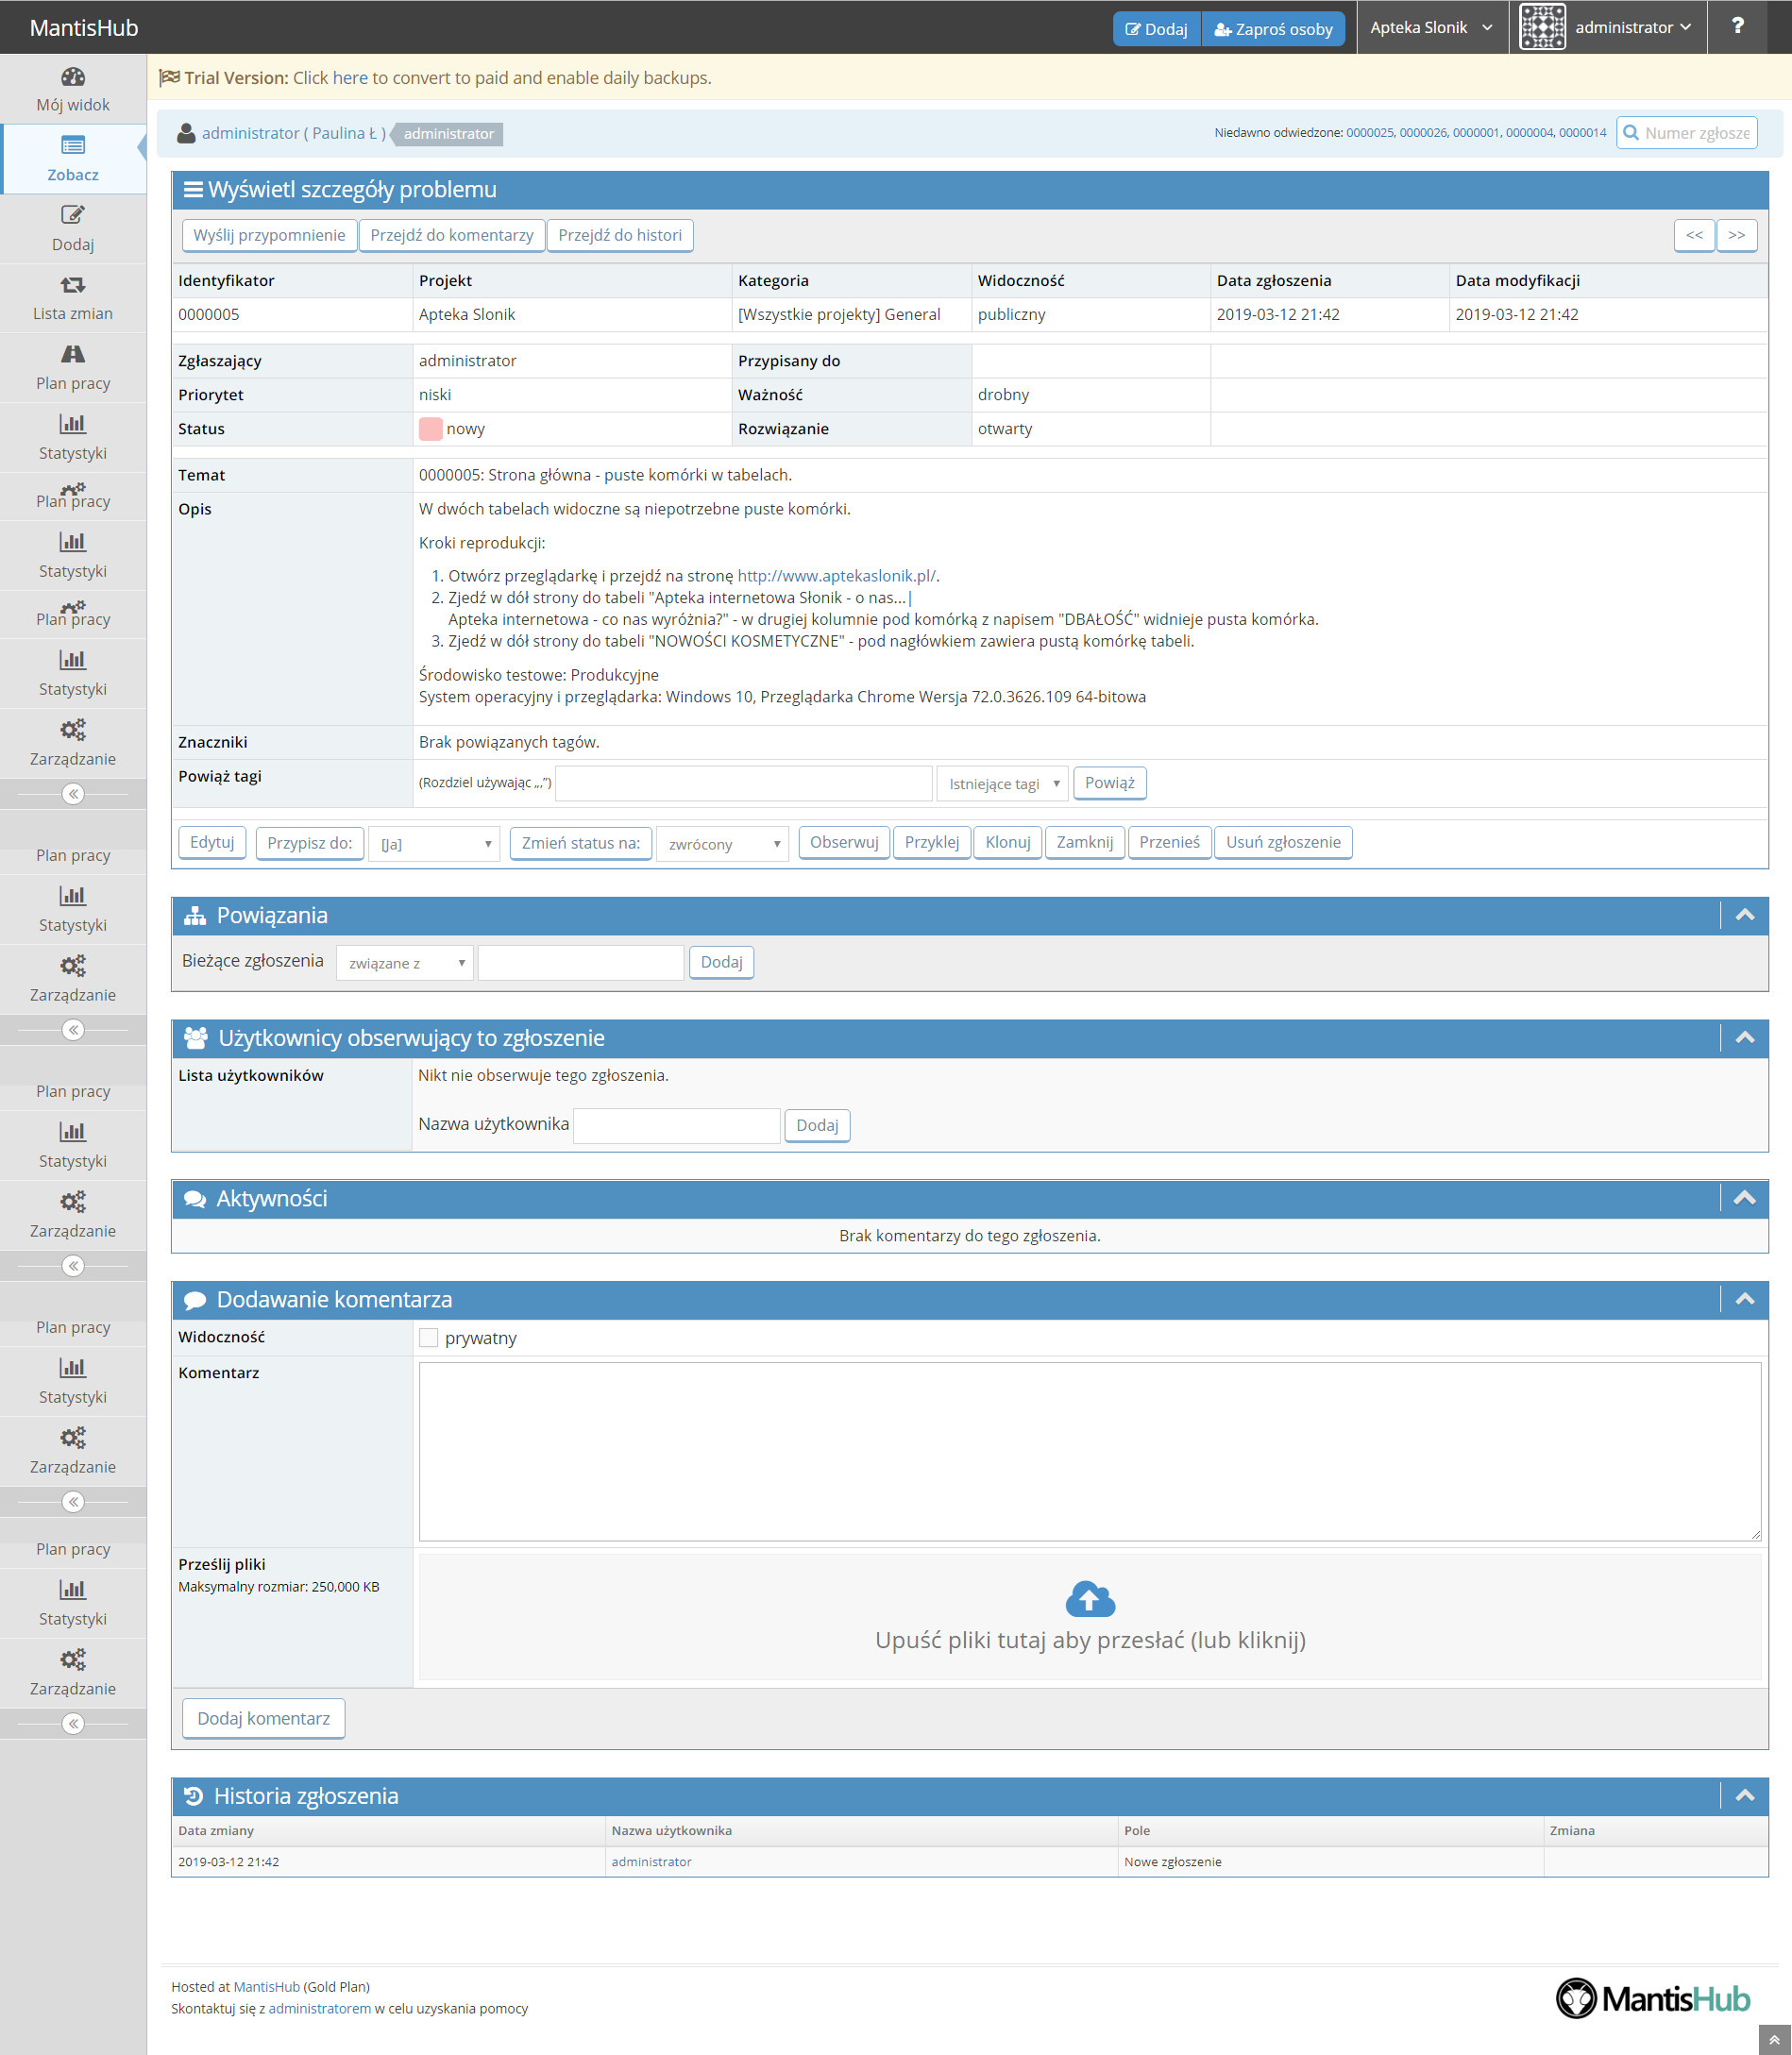 MantisHub
Dodaj
Zaproś osoby
Apteka Slonik
administrator
?
Trial Version: Click here to convert to paid and enable daily backups.
administrator ( Paulina Ł )
administrator
Niedawno odwiedzone: 0000025, 0000026, 0000001, 0000004, 0000014
Numer zgłosze
Mój widok
Zobacz
Dodaj
Lista zmian
Plan pracy
Statystyki
Plan pracy
Statystyki
Plan pracy
Statystyki
Zarządzanie
Plan pracy
Statystyki
Zarządzanie
Plan pracy
Statystyki
Zarządzanie
Plan pracy
Statystyki
Zarządzanie
Plan pracy
Statystyki
Zarządzanie
Wyświetl szczegóły problemu
Wyślij przypomnienie
Przejdź do komentarzy
Przejdź do histori
<<
>>
Identyfikator Projekt Kategoria Widoczność Data zgłoszenia Data modyfikacji
0000005 Apteka Slonik [Wszystkie projekty] General publiczny 2019-03-12 21:42 2019-03-12 21:42
Zgłaszający administrator Przypisany do
Priorytet niski Ważność drobny
Status nowy Rozwiązanie otwarty
Temat 0000005: Strona główna - puste komórki w tabelach.
Opis W dwóch tabelach widoczne są niepotrzebne puste komórki.
Kroki reprodukcji:
1. Otwórz przeglądarkę i przejdź na stronę http://www.aptekaslonik.pl/.
2. Zjedź w dół strony do tabeli "Apteka internetowa Słonik - o nas...|
Apteka internetowa - co nas wyróżnia?" - w drugiej kolumnie pod komórką z napisem "DBAŁOŚĆ" widnieje pusta komórka.
3. Zjedź w dół strony do tabeli "NOWOŚCI KOSMETYCZNE" - pod nagłówkiem zawiera pustą komórkę tabeli.
Środowisko testowe: Produkcyjne
System operacyjny i przeglądarka: Windows 10, Przeglądarka Chrome Wersja 72.0.3626.109 64-bitowa
Znaczniki Brak powiązanych tagów.
Powiąż tagi (Rozdziel używając „,") Istniejące tagi Powiąż
Edytuj Przypisz do: [Ja] Zmień status na: zwrócony Obserwuj Przyklej Klonuj Zamknij Przenieś Usuń zgłoszenie
Powiązania
Bieżące zgłoszenia związane z Dodaj
Użytkownicy obserwujący to zgłoszenie
Lista użytkowników Nikt nie obserwuje tego zgłoszenia.
Nazwa użytkownika Dodaj
Aktywności
Brak komentarzy do tego zgłoszenia.
Dodawanie komentarza
Widoczność prywatny
Komentarz
Prześlij pliki
Maksymalny rozmiar: 250,000 KB
Upuść pliki tutaj aby przesłać (lub kliknij)
Dodaj komentarz
Historia zgłoszenia
Data zmiany Nazwa użytkownika Pole Zmiana
2019-03-12 21:42 administrator Nowe zgłoszenie
Hosted at MantisHub (Gold Plan)
Skontaktuj się z administratorem w celu uzyskania pomocy
MantisHub